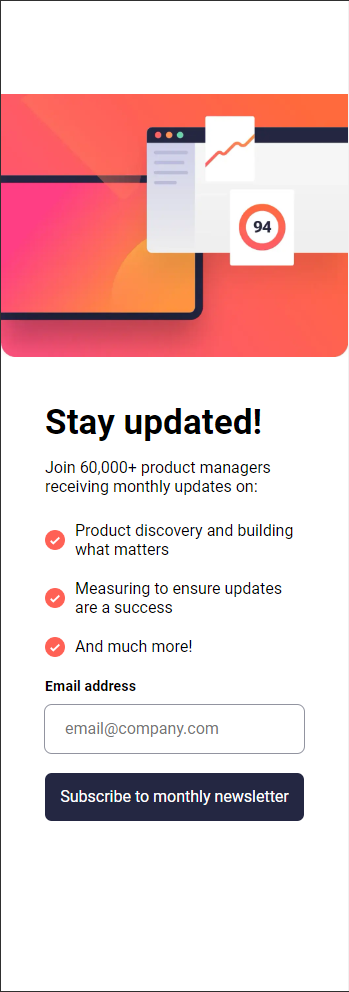 94
Stay updated!
Join 60,000+ product managers
receiving monthly updates on:
Product discovery and building
what matters
Measuring to ensure updates
are a success
And much more!
Email address
email@company.com
Subscribe to monthly newsletter